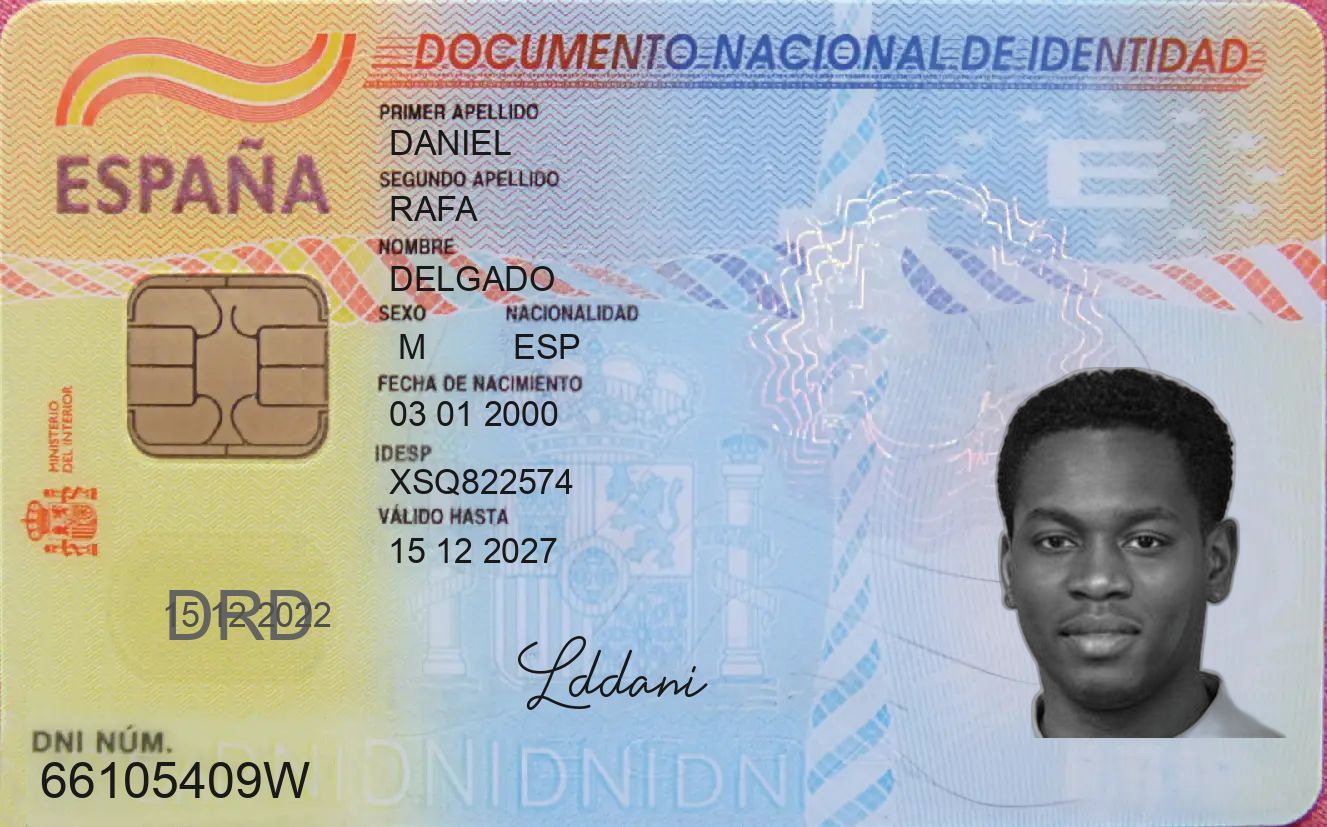 DOCUMENTO NACIONAL DE IDENTIDAD
ESPAÑA
PRIMER APELLIDO
DANIEL
SEGUNDO APELLIDO
RAFA
NOMBRE
DELGADO
SEXO NACIONALIDAD
M ESP
FECHA DE NACIMIENTO
03 01 2000
IDESP
XSQ822574
VÁLIDO HASTA
15 12 2027
MINISTERIO
DEL INTERIOR
E
15 12 2022
DRD
Lddani
DNI NÚM.
66105409W
DNIDNIDNIDNI